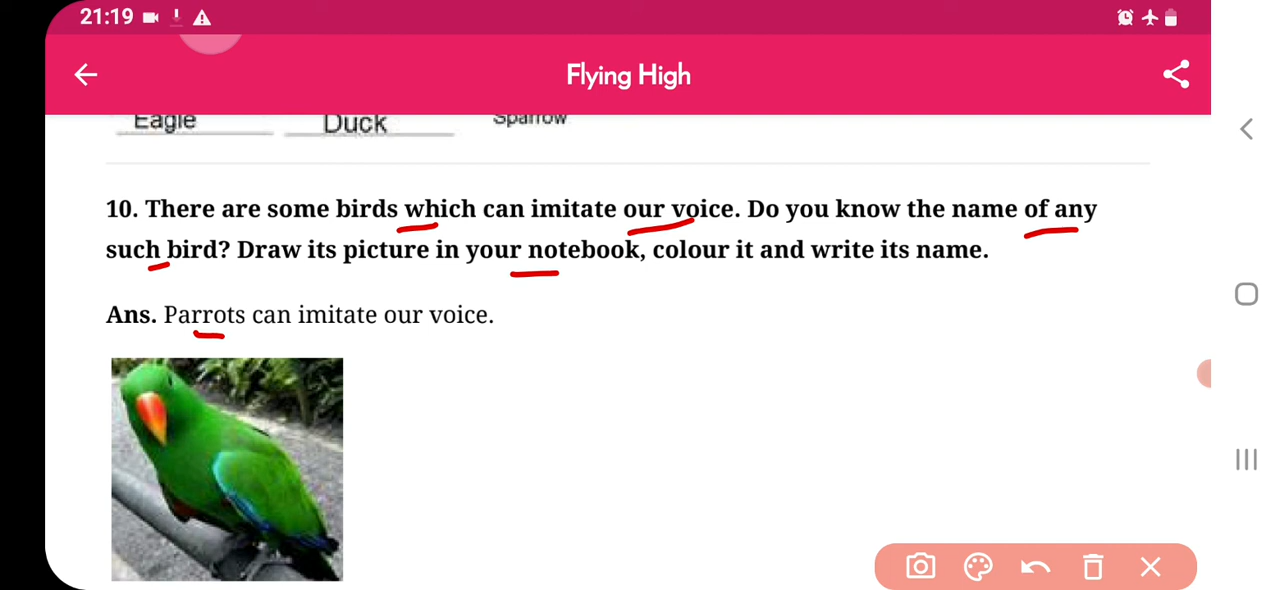 21:19
Flying High
Eagle Duck Sparrow
10. There are some birds which can imitate our voice. Do you know the name of any
such bird? Draw its picture in your notebook, colour it and write its name.
Ans. Parrots can imitate our voice.